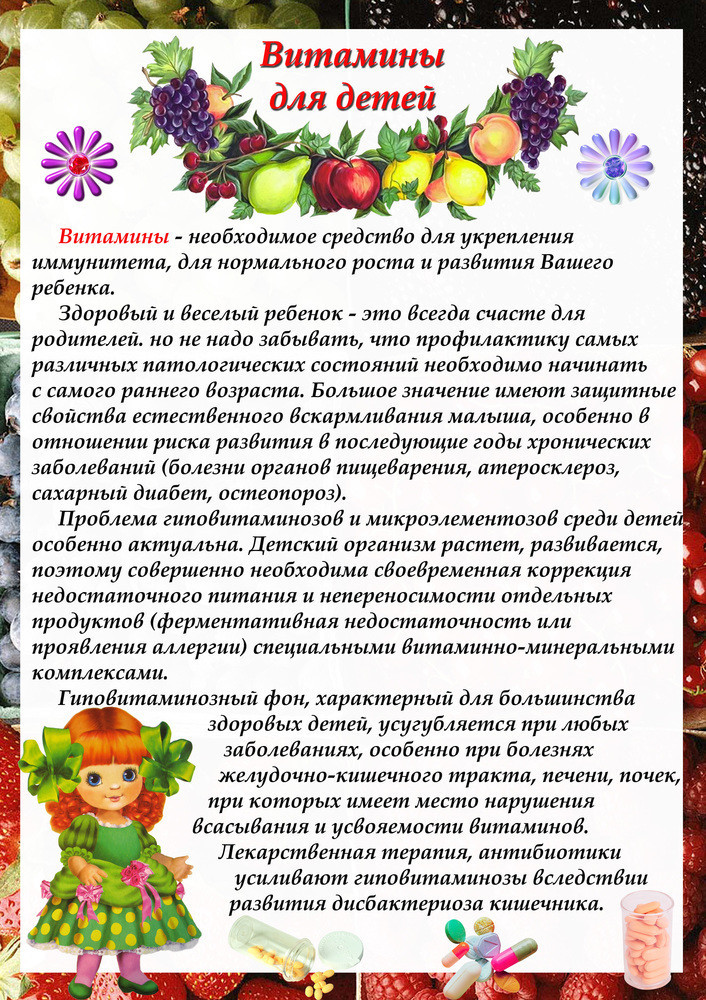 Витамины
для детей
Витамины - необходимое средство для укрепления
иммунитета, для нормального роста и развития Вашего
ребенка.
Здоровый и веселый ребенок - это всегда счасте для
родителей. но не надо забывать, что профилактику самых
различных патологических состояний необходимо начинать
с самого раннего возраста. Большое значение имеют защитные
свойства естественного вскармливания малыша, особенно в
отношении риска развития в последующие годы хронических
заболеваний (болезни органов пищеварения, атеросклероз,
сахарный диабет, остеопороз).
Проблема гиповитаминозов и микроэлементозов среди детей
особенно актуальна. Детский организм растет, развивается,
поэтому совершенно необходима своевременная коррекция
недостаточного питания и непереносимости отдельных
продуктов (ферментативная недостаточность или
проявления аллергии) специальными витаминно-минеральными
комплексами.
Гиповитаминозный фон, характерный для большинства
здоровых детей, усугубляется при любых
заболеваниях, особенно при болезнях
желудочно-кишечного тракта, печени, почек,
при которых имеет место нарушения
всасывания и усвояемости витаминов.
Лекарственная терапия, антибиотики
усиливают гиповитаминозы вследствии
развития дисбактериоза кишечника.